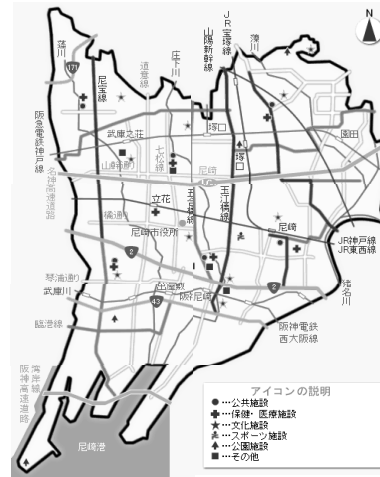 N
JR宝塚線
山陽新幹線
藻川
庄下川
道意線
蓬川
171
尼宝線
阪急電鉄神戸線
武庫之荘
塚口
園田
七松線
山幹通り
尼崎
塚口
名神高速道路
立花
五合橋線
玉江橋線
橘通り
尼崎市役所
尼崎
2
JR神戸線
JR東西線
琴浦通り
武庫川
出屋敷
阪神尼崎
2
猪名川
43
臨港線
阪神電鉄
西大阪線
湾岸線
阪神高速道路
尼崎港
アイコンの説明
●…公共施設
✚…保健・医療施設
★…文化施設
…スポーツ施設
…公園施設
■…その他